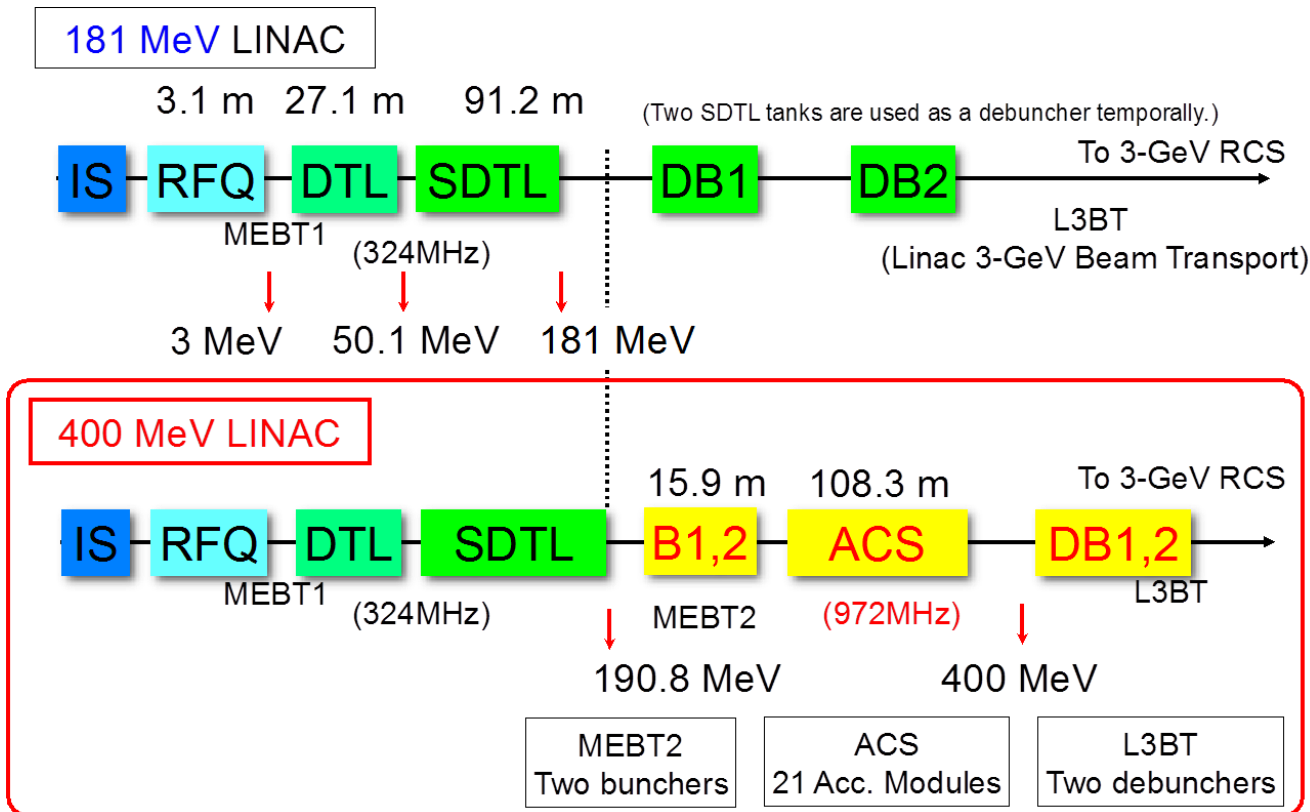 181 MeV LINAC
3.1 m 27.1 m 91.2 m
(Two SDTL tanks are used as a debuncher temporally.)
To 3-GeV RCS
IS RFQ DTL SDTL DB1 DB2
MEBT1
(324MHz)
L3BT
(Linac 3-GeV Beam Transport)
3 MeV 50.1 MeV 181 MeV
400 MeV LINAC
15.9 m 108.3 m
To 3-GeV RCS
IS RFQ DTL SDTL B1,2 ACS DB1,2
MEBT1
(324MHz)
MEBT2
(972MHz)
L3BT
190.8 MeV 400 MeV
MEBT2
Two bunchers
ACS
21 Acc. Modules
L3BT
Two debunchers